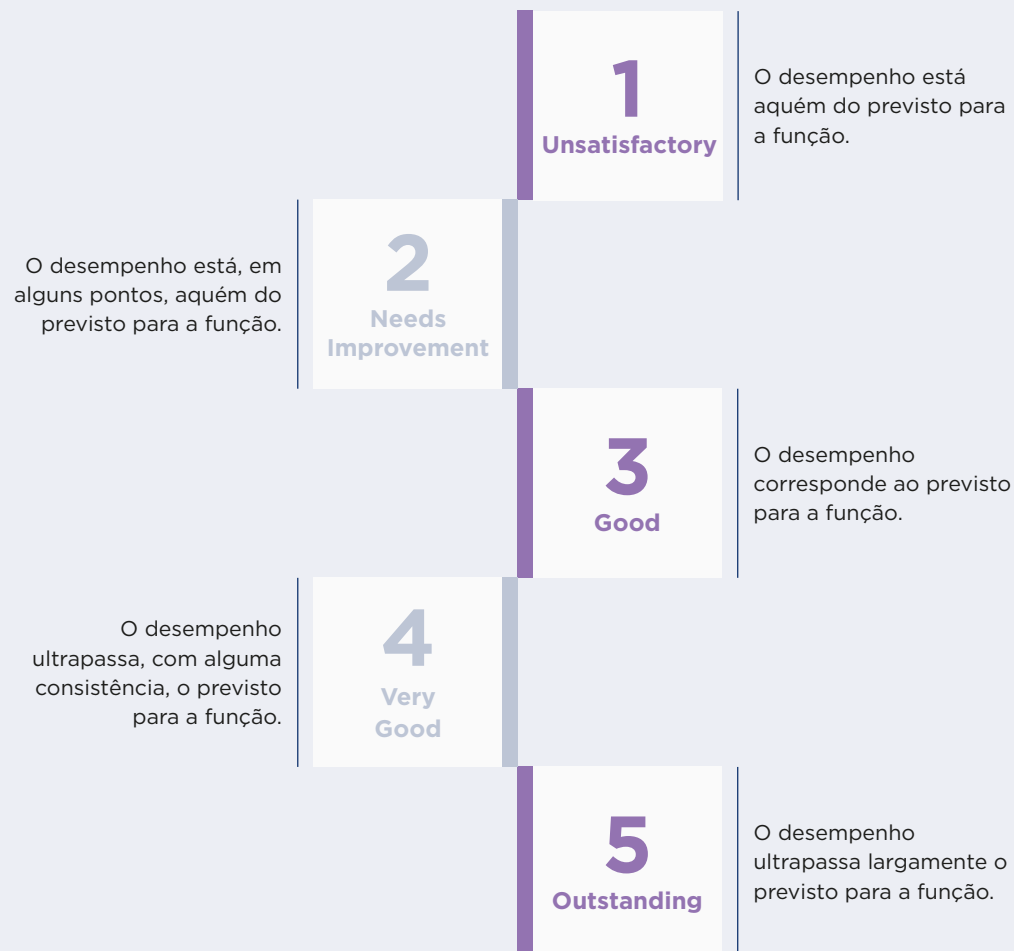 1
Unsatisfactory
O desempenho está
aquém do previsto para
a função.
2
Needs
Improvement
O desempenho está, em
alguns pontos, aquém do
previsto para a função.
3
Good
O desempenho
corresponde ao previsto
para a função.
4
Very
Good
O desempenho
ultrapassa, com alguma
consistência, o previsto
para a função.
5
Outstanding
O desempenho
ultrapassa largamente o
previsto para a função.